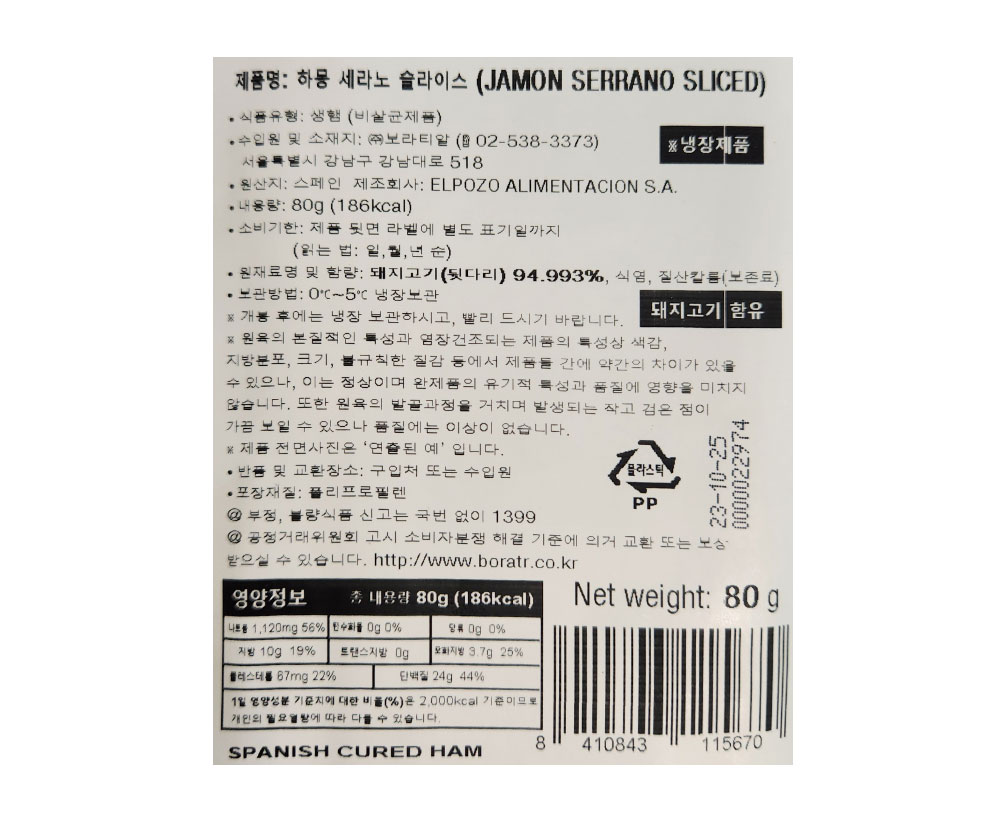 제품명: 하몽 세라노 슬라이스 (JAMON SERRANO SLICED)
• 식품유형: 생햄 (비살균제품)
• 수입원 및 소재지: ㈜보라티알 (☎ 02-538-3373)
서울특별시 강남구 강남대로 518
※냉장제품
• 원산지: 스페인 제조회사: ELPOZO ALIMENTACION S.A.
• 내용량: 80g (186kcal)
• 소비기한: 제품 뒷면 라벨에 별도 표기일까지
(읽는 법: 일,월,년 순)
• 원재료명 및 함량: 돼지고기(뒷다리) 94.993%, 식염, 질산칼륨(보존료)
• 보관방법: 0℃~5℃ 냉장보관
돼지고기 함유
※ 개봉 후에는 냉장 보관하시고, 빨리 드시기 바랍니다.
※ 원육의 본질적인 특성과 염장건조되는 제품의 특성상 색감,
지방분포, 크기, 불규칙한 질감 등에서 제품들 간에 약간의 차이가 있을
수 있으나, 이는 정상이며 완제품의 유기적 특성과 품질에 영향을 미치지
않습니다. 또한 원육의 발골과정을 거치며 발생되는 작고 검은 점이
가끔 보일 수 있으나 품질에는 이상이 없습니다.
※ 제품 전면사진은 '연출된 예' 입니다.
• 반품 및 교환장소: 구입처 또는 수입원
• 포장재질: 폴리프로필렌
플라스틱
PP
23-10-25
0000022974
@ 부정, 불량식품 신고는 국번 없이 1399
@ 공정거래위원회 고시 소비자분쟁 해결 기준에 의거 교환 또는 보상
받으실 수 있습니다. http://www.boratr.co.kr
영양정보 총 내용량 80g (186kcal)
나트륨 1,120mg 56% 탄수화물 0g 0% 당류 0g 0%
지방 10g 19% 트랜스지방 0g 포화지방 3.7g 25%
콜레스테롤 67mg 22% 단백질 24g 44%
1일 영양성분 기준치에 대한 비율(%)은 2,000kcal 기준이므로
개인의 필요열량에 따라 다를 수 있습니다.
SPANISH CURED HAM
Net weight: 80 g
8 410843 115670